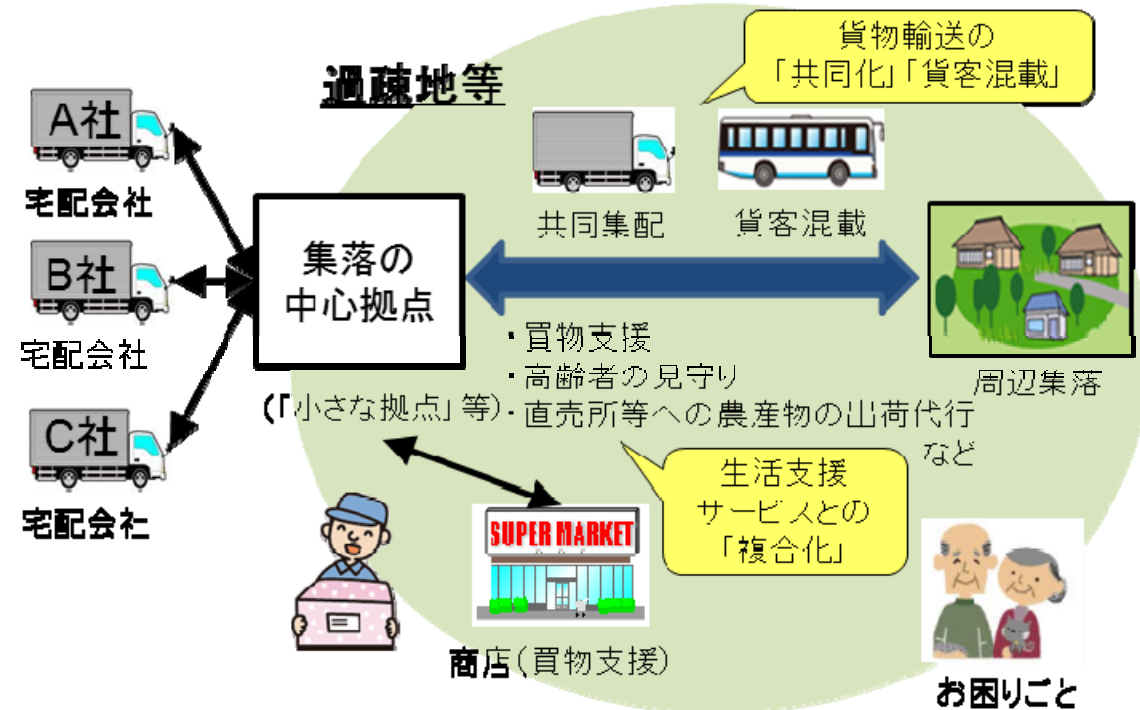 過疎地等
貨物輸送の
「共同化」「貨客混載」
A社
宅配会社
B社
宅配会社
C社
宅配会社
集落の
中心拠点
(「小さな拠点」等)
共同集配
貨客混載
・買物支援
・高齢者の見守り
・直売所等への農産物の出荷代行
など
周辺集落
生活支援
サービスとの
「複合化」
SUPER MARKET
商店(買物支援)
お困りごと